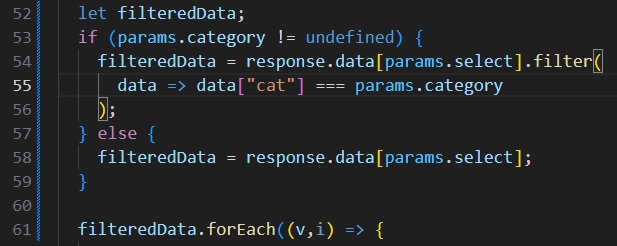 52 let filteredData;
53 if (params.category != undefined) {
54 filteredData = response.data[params.select].filter(
55 data => data["cat"] === params.category
56 );
57 } else {
58 filteredData = response.data[params.select];
59 }
60
61 filteredData.forEach((v,i) => {